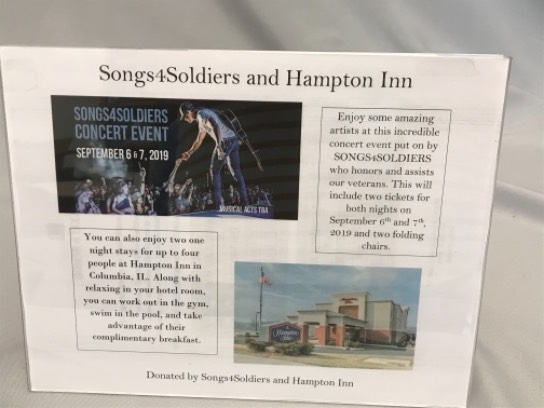 Songs4Soldiers and Hampton Inn
SONGS4SOLDIERS
CONCERT EVENT
SEPTEMBER 6 & 7, 2019
MUSICAL ACTS TBA
Enjoy some amazing
artists at this incredible
concert event put on by
SONGS4SOLDIERS
who honors and assists
our veterans. This will
include two tickets for
both nights on
September 6th and 7th,
2019 and two folding
chairs.
You can also enjoy two one
night stays for up to four
people at Hampton Inn in
Columbia, IL. Along with
relaxing in your hotel room,
you can work out in the gym,
swim in the pool, and take
advantage of their
complimentary breakfast.
Hampton
Inn
Donated by Songs4Soldiers and Hampton Inn